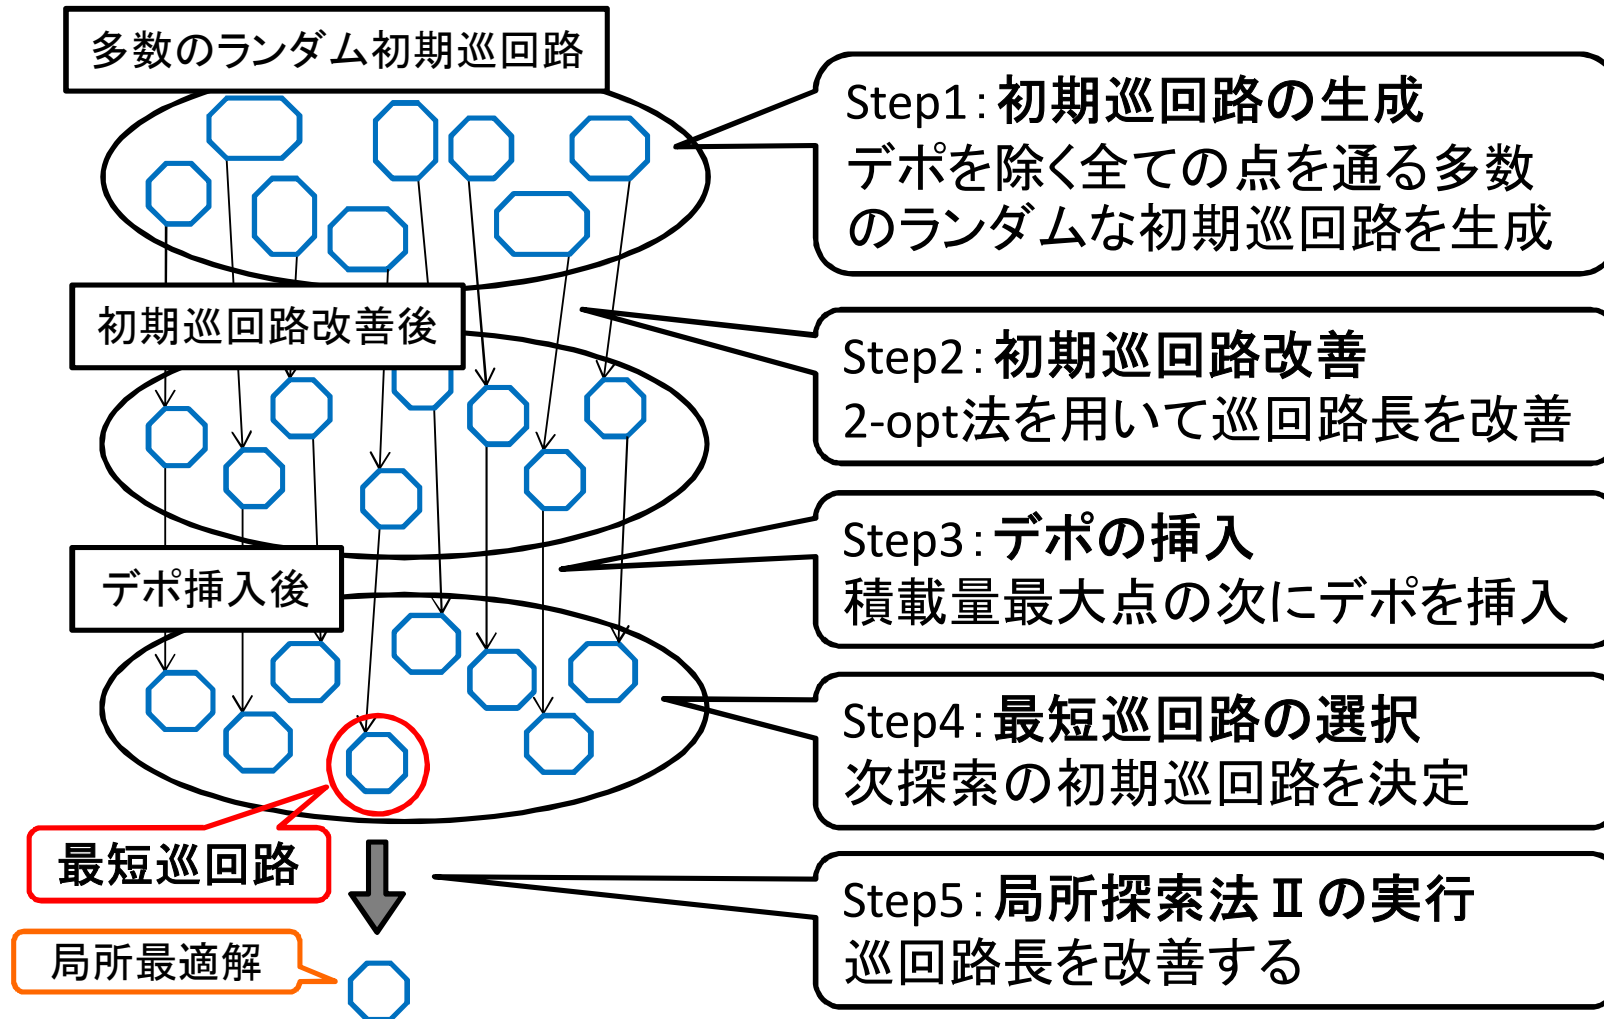 多数のランダム初期巡回路
Step1:初期巡回路の生成
デポを除く全ての点を通る多数
のランダムな初期巡回路を生成
初期巡回路改善後
Step2:初期巡回路改善
2-opt法を用いて巡回路長を改善
デポ挿入後
Step3:デポの挿入
積載量最大点の次にデポを挿入
Step4:最短巡回路の選択
次探索の初期巡回路を決定
最短巡回路
Step5:局所探索法Ⅱの実行
巡回路長を改善する
局所最適解